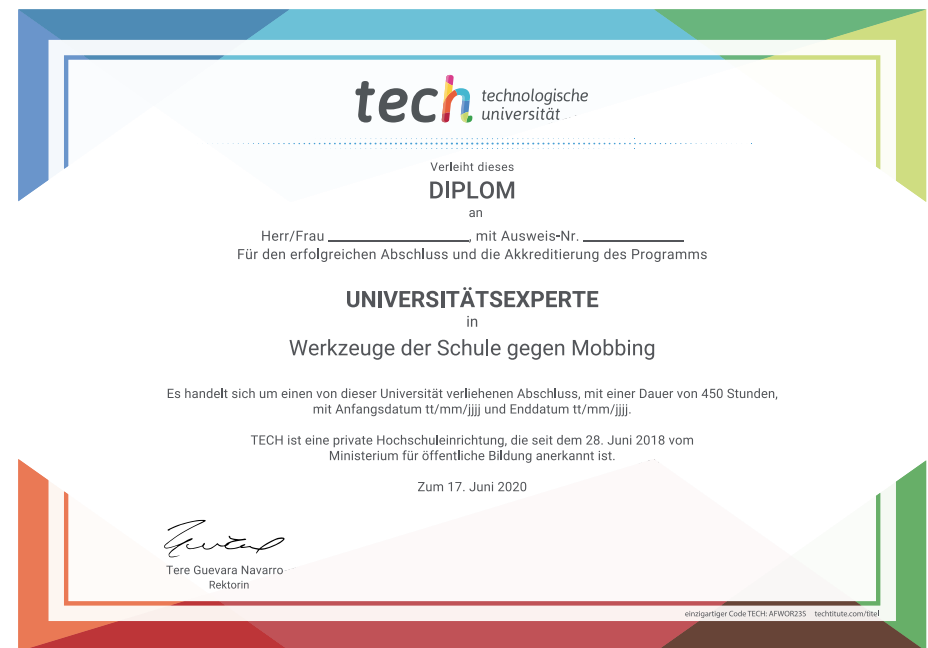 tech technologische
universität
Verleiht dieses
DIPLOM
an
Herr/Frau ____________________, mit Ausweis-Nr. ______________
Für den erfolgreichen Abschluss und die Akkreditierung des Programms
UNIVERSITÄTSEXPERTE
in
Werkzeuge der Schule gegen Mobbing
Es handelt sich um einen von dieser Universität verliehenen Abschluss, mit einer Dauer von 450 Stunden,
mit Anfangsdatum tt/mm/jjjj und Enddatum tt/mm/jjjj.
TECH ist eine private Hochschuleinrichtung, die seit dem 28. Juni 2018 vom
Ministerium für öffentliche Bildung anerkannt ist.
Zum 17. Juni 2020
Tere Guevara Navarro
Rektorin
einzigartiger Code TECH: AFWOR23S techtitute.com/titel